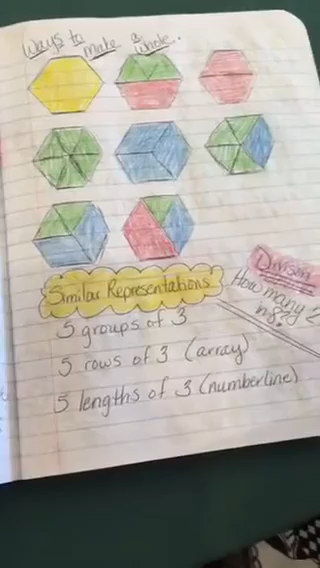 Ways to make a whole.
Similar Representations
Division
How many
5 groups of 3
5 rows of 3 (array)
5 lengths of 3 (numberline)